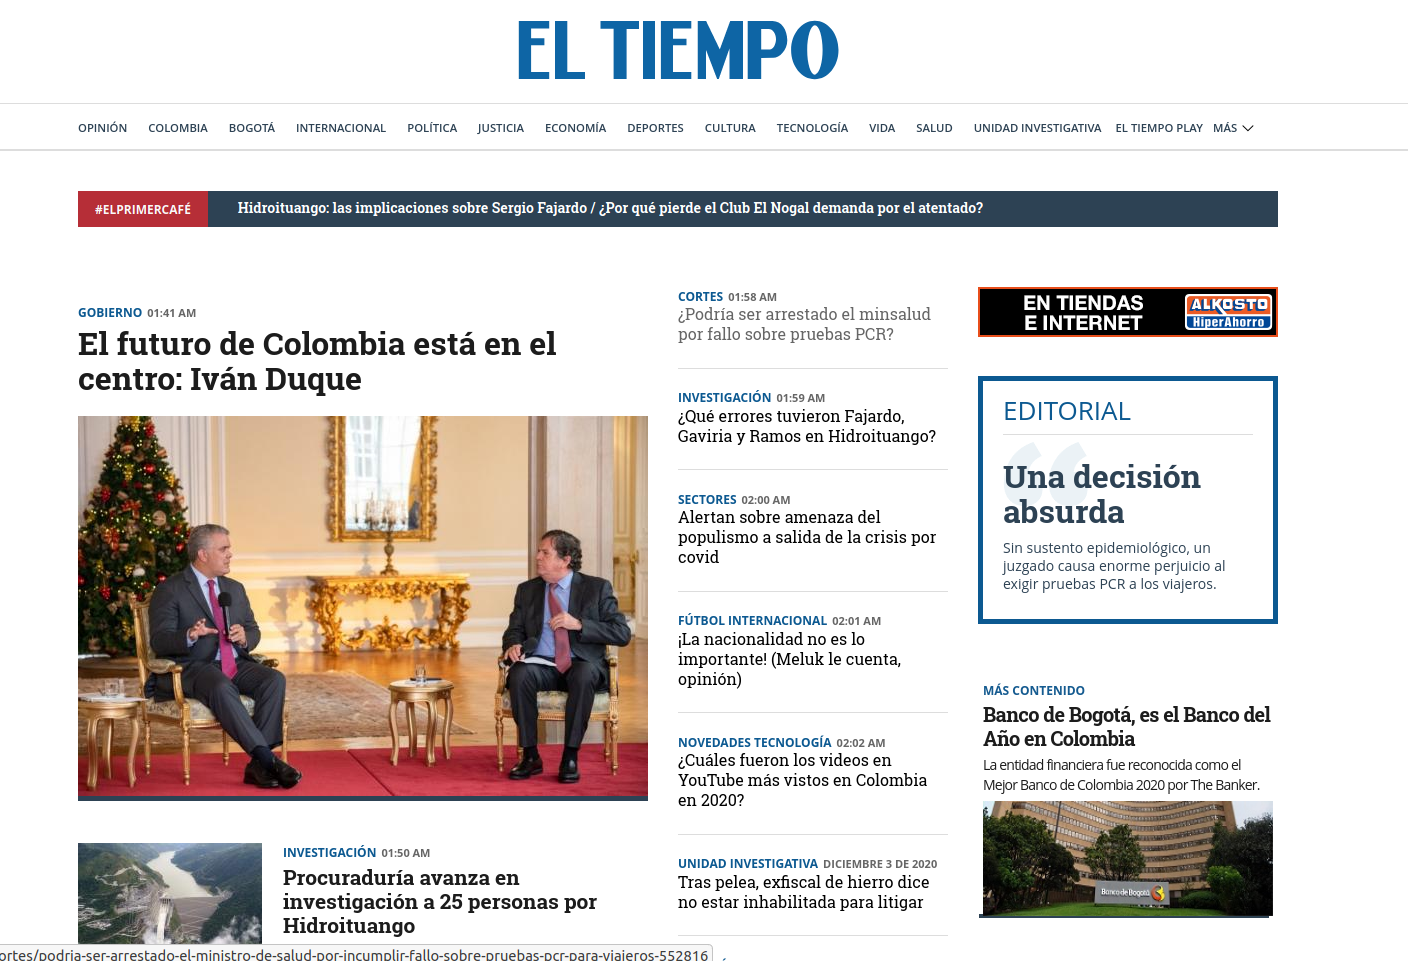 EL TIEMPO
OPINIÓN COLOMBIA BOGOTÁ INTERNACIONAL POLÍTICA JUSTICIA ECONOMÍA DEPORTES CULTURA TECNOLOGÍA VIDA SALUD UNIDAD INVESTIGATIVA EL TIEMPO PLAY MÁS
#ELPRIMERCAFÉ
Hidroituango: las implicaciones sobre Sergio Fajardo / ¿Por qué pierde el Club El Nogal demanda por el atentado?
GOBIERNO 01:41 AM
El futuro de Colombia está en el
centro: Iván Duque
INVESTIGACIÓN 01:50 AM
Procuraduría avanza en
investigación a 25 personas por
Hidroituango
CORTES 01:58 AM
¿Podría ser arrestado el minsalud
por fallo sobre pruebas PCR?
INVESTIGACIÓN 01:59 AM
¿Qué errores tuvieron Fajardo,
Gaviria y Ramos en Hidroituango?
SECTORES 02:00 AM
Alertan sobre amenaza del
populismo a salida de la crisis por
covid
FÚTBOL INTERNACIONAL 02:01 AM
¡La nacionalidad no es lo
importante! (Meluk le cuenta,
opinión)
NOVEDADES TECNOLOGÍA 02:02 AM
¿Cuáles fueron los videos en
YouTube más vistos en Colombia
en 2020?
UNIDAD INVESTIGATIVA DICIEMBRE 3 DE 2020
Tras pelea, exfiscal de hierro dice
no estar inhabilitada para litigar
EN TIENDAS
E INTERNET
ALKOSTO
HiperAhorro
EDITORIAL
Una decisión
absurda
Sin sustento epidemiológico, un
juzgado causa enorme perjuicio al
exigir pruebas PCR a los viajeros.
MÁS CONTENIDO
Banco de Bogotá, es el Banco del
Año en Colombia
La entidad financiera fue reconocida como el
Mejor Banco de Colombia 2020 por The Banker.
Banco de Bogotá
ortes/podria-ser-arrestado-el-ministro-de-salud-por-incumplir-fallo-sobre-pruebas-pcr-para-viajeros-552816